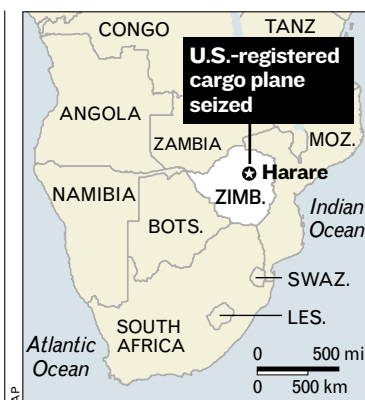 CONGO
TANZ
U.S.-registered
cargo plane
seized
ANGOLA
ZAMBIA
MOZ.
Harare
NAMIBIA
ZIMB.
BOTS.
Indian
Ocean
SWAZ.
LES.
SOUTH
AFRICA
Atlantic
Ocean
0 500 mi
0 500 km
AP